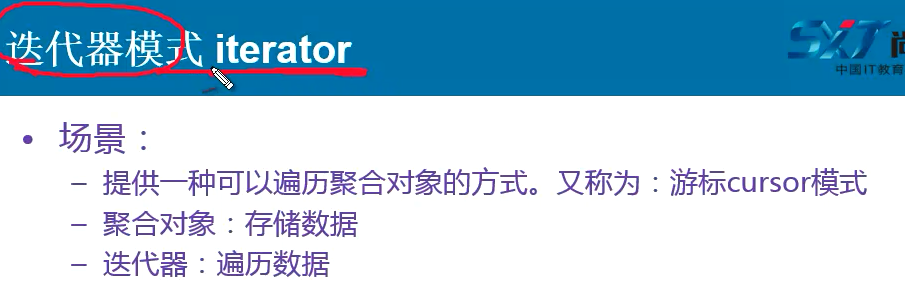 迭代器模式 iterator
SXT 尚
中国IT教育
• 场景：
– 提供一种可以遍历聚合对象的方式。又称为：游标cursor模式
– 聚合对象：存储数据
– 迭代器：遍历数据